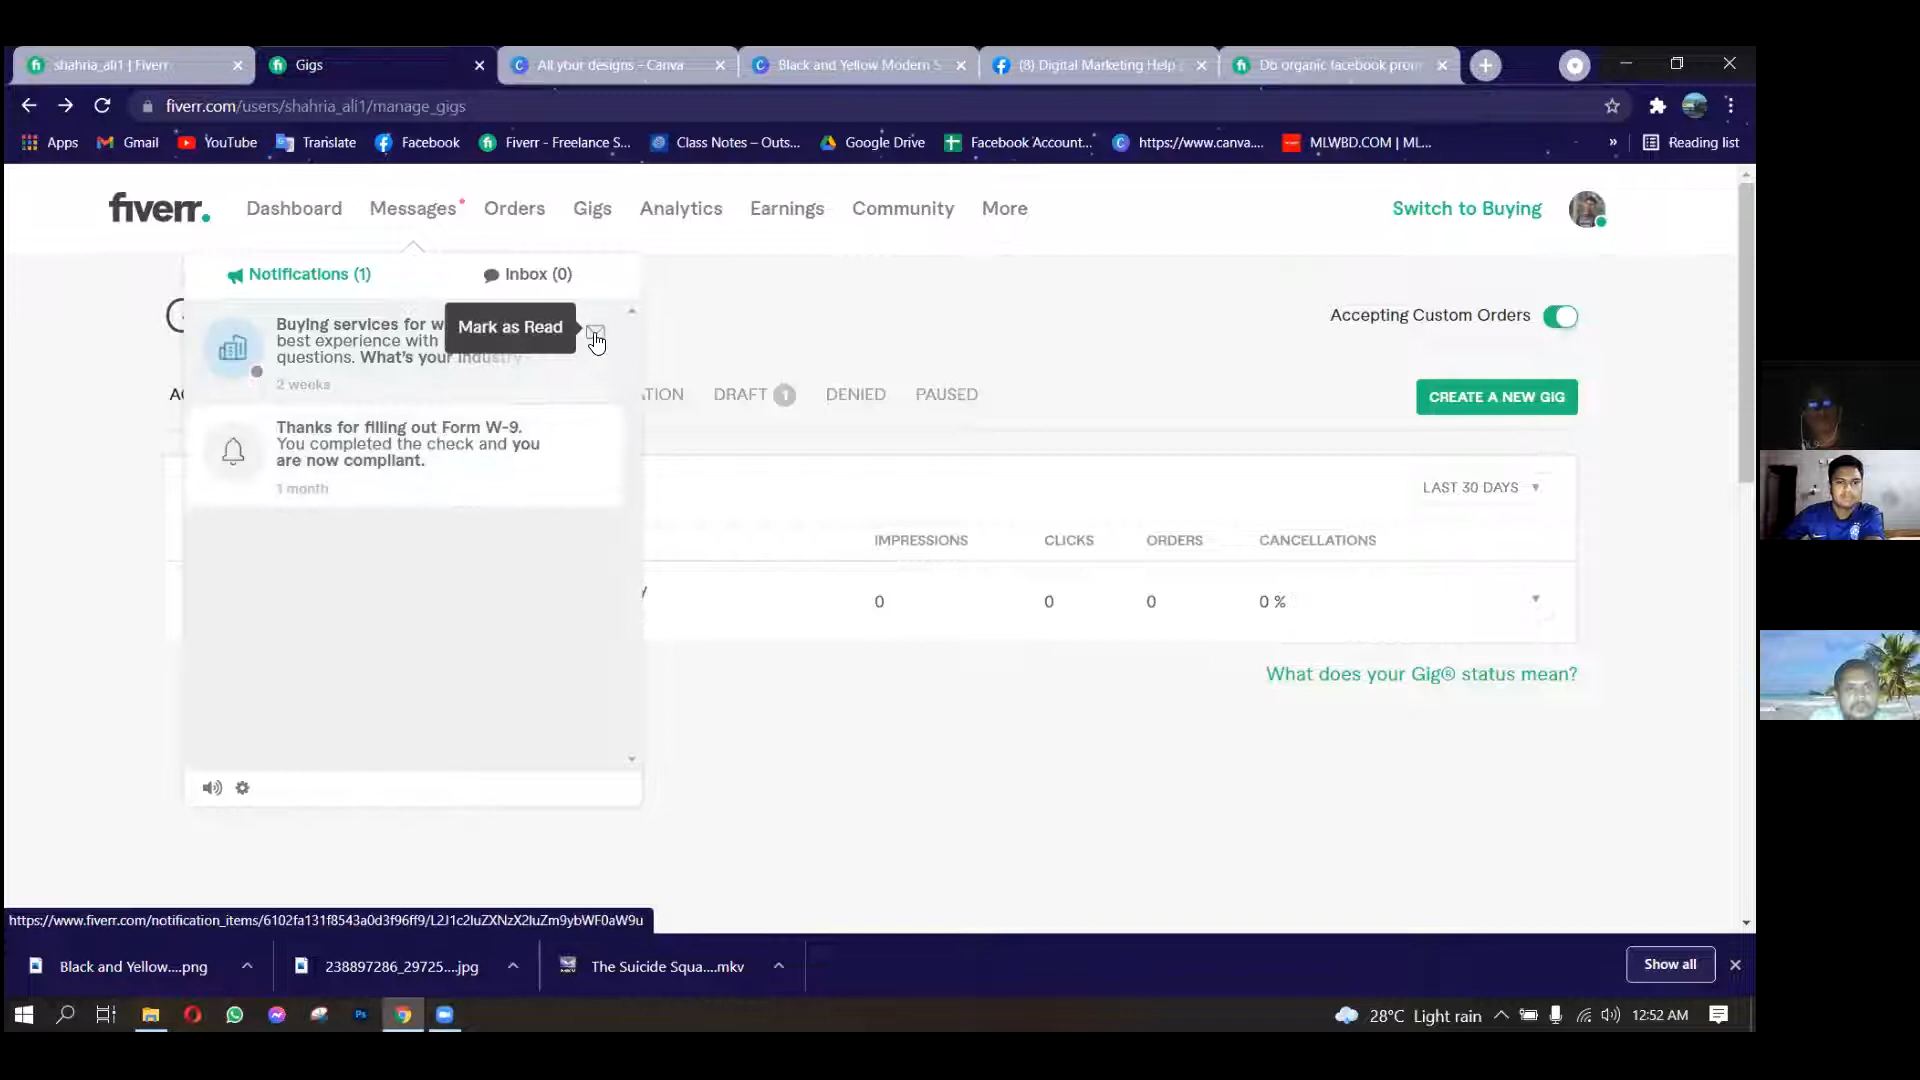 shahria_ali1 | Fiverr
Gigs
All your designs - Canva
Black and Yellow Modern S
(8) Digital Marketing Help
Do organic facebook prom
fiverr.com/users/shahria_ali1/manage_gigs
Apps
Gmail
YouTube
Translate
Facebook
Fiverr - Freelance S...
Class Notes – Outs...
Google Drive
Facebook Account...
https://www.canva....
MLWBD.COM | ML...
»
Reading list
fiverr.
Dashboard
Messages
Orders
Gigs
Analytics
Earnings
Community
More
Switch to Buying
Notifications (1)
Inbox (0)
Buying services for w
best experience with
questions. What's your industry
2 weeks
Mark as Read
Accepting Custom Orders
DRAFT 1
DENIED
PAUSED
CREATE A NEW GIG
Thanks for filling out Form W-9.
You completed the check and you
are now compliant.
1 month
LAST 30 DAYS
IMPRESSIONS
CLICKS
ORDERS
CANCELLATIONS
0
0
0
0 %
What does your Gig® status mean?
https://www.fiverr.com/notification_items/6102fa131f8543a0d3f96ff9/L2J1c2luZXNzX2luZm9ybWF0aW9u
Black and Yellow....png
238897286_29725....jpg
The Suicide Squa....mkv
Show all
Ps
28°C Light rain
12:52 AM